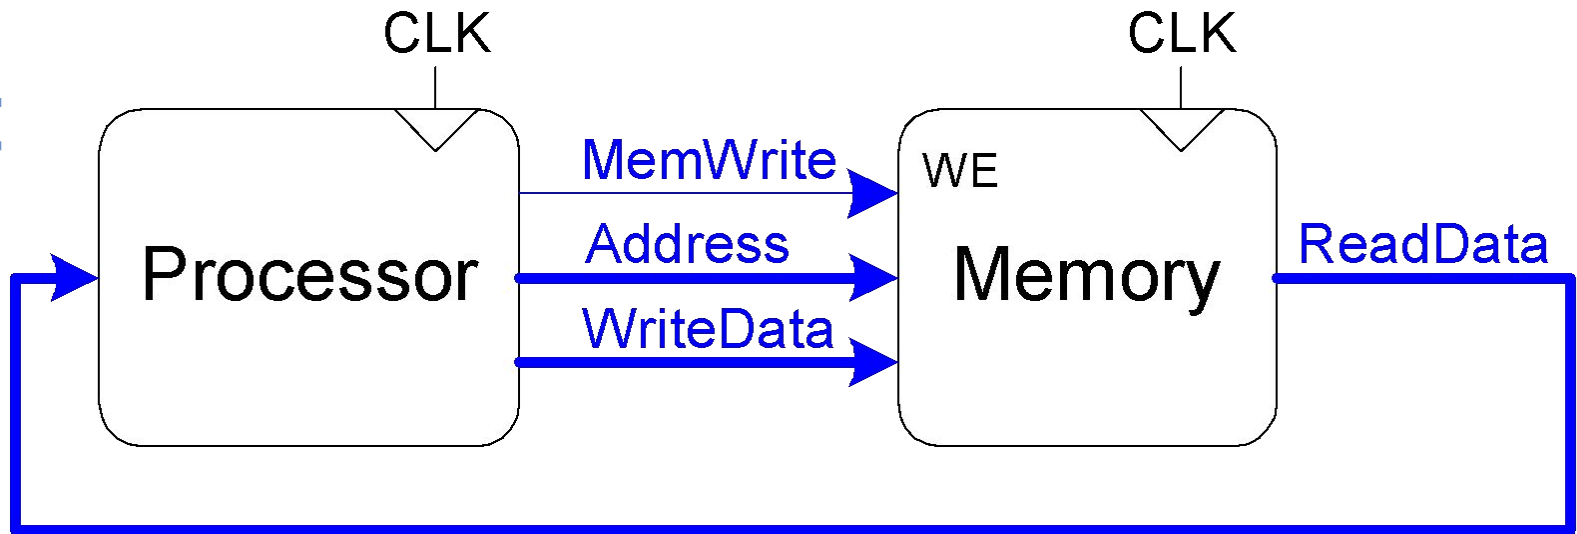 CLK
CLK
MemWrite
WE
Address
ReadData
Processor
Memory
WriteData